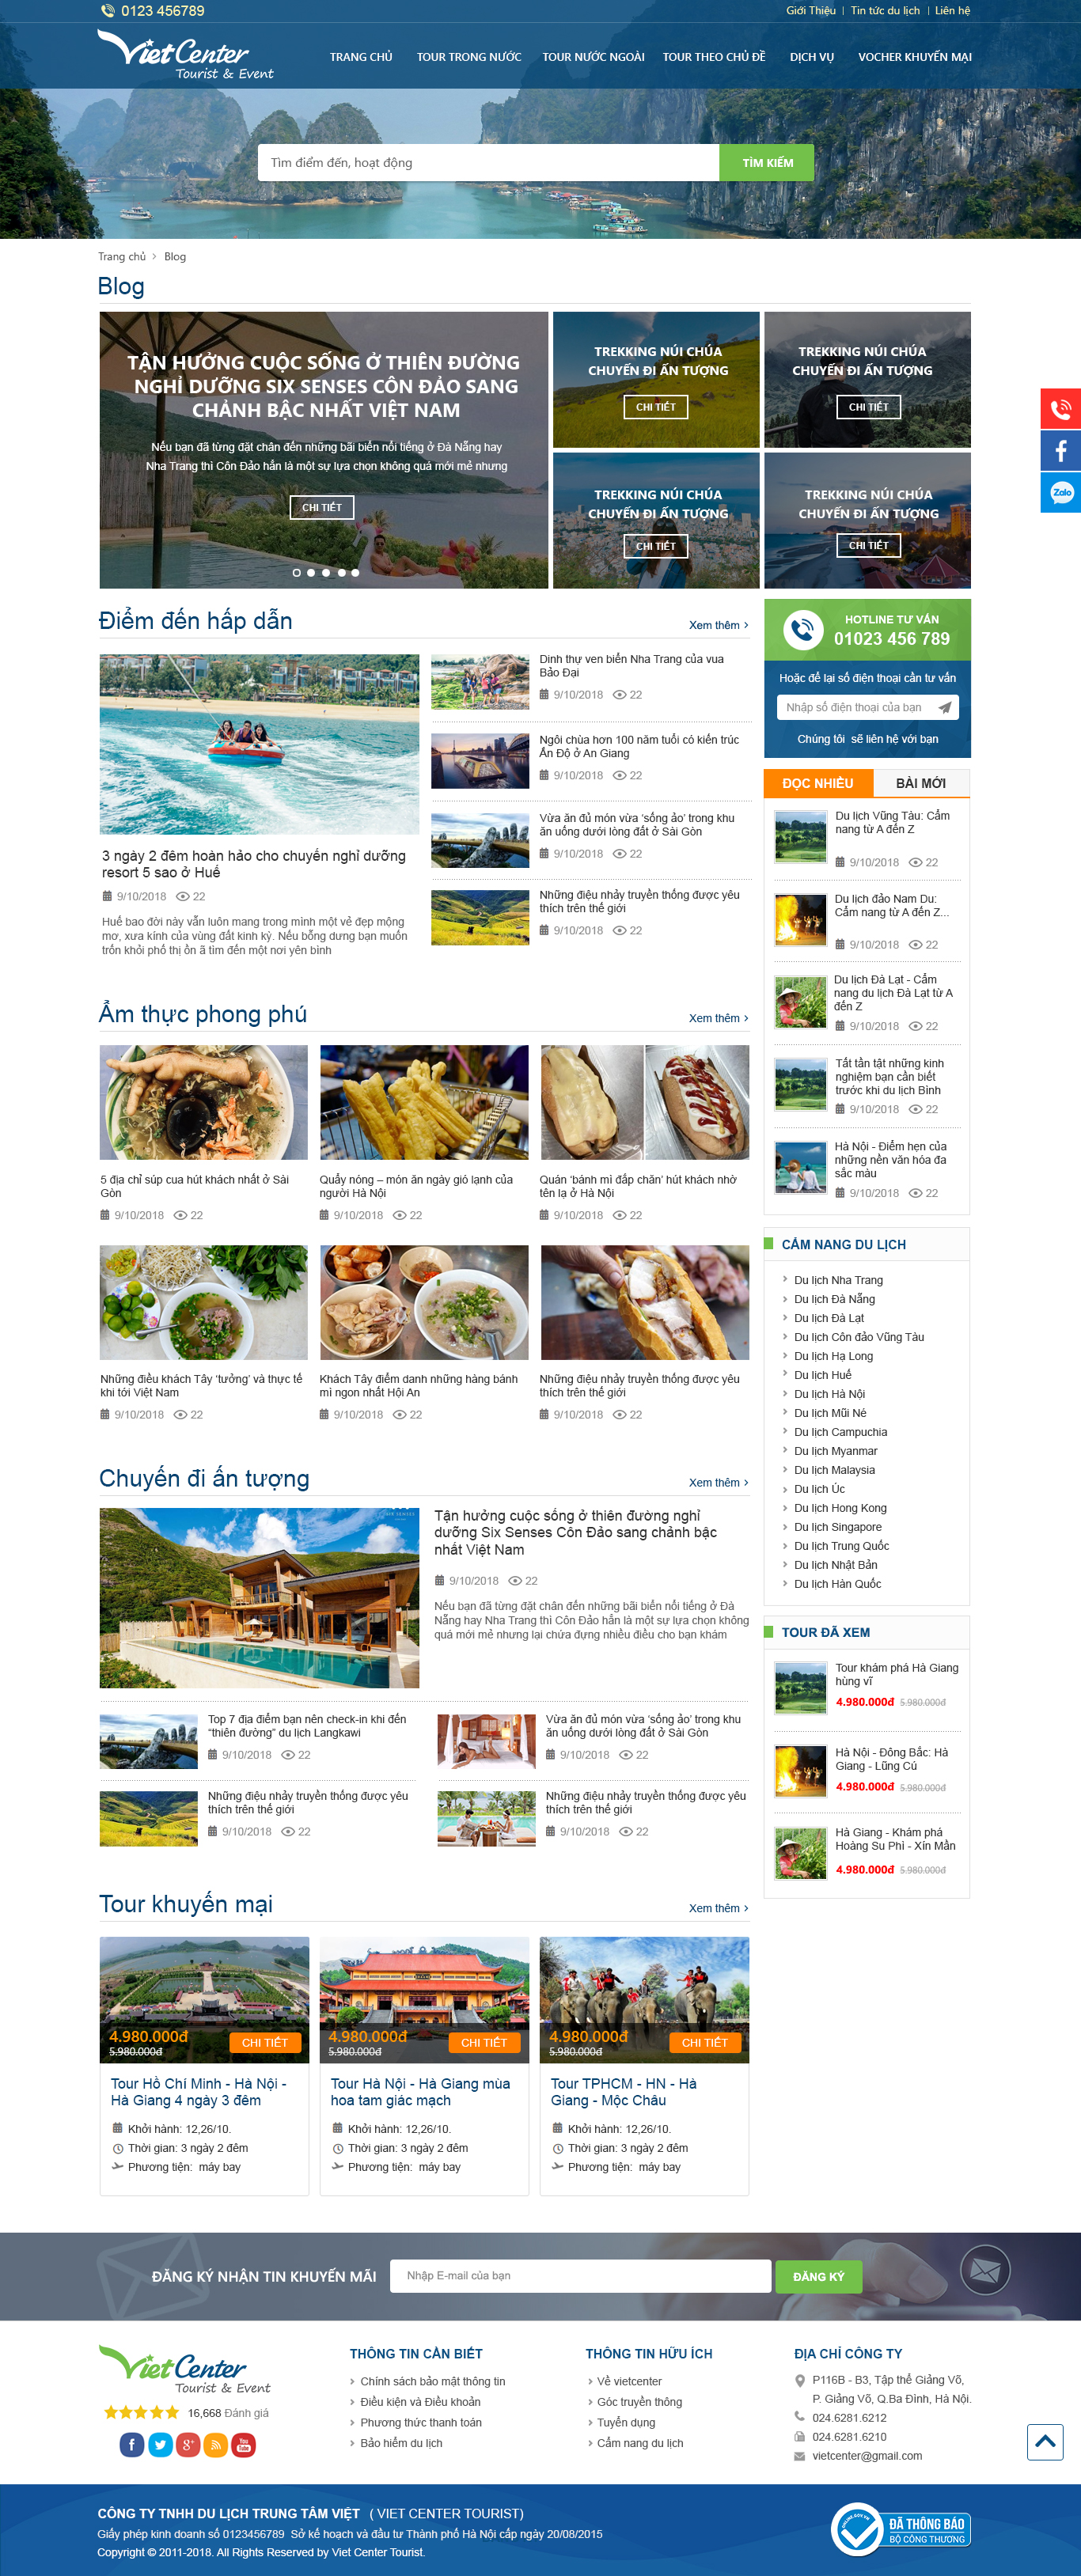 0123 456789
Giới Thiệu | Tin tức du lịch | Liên hệ
VietCenter
Tourist & Event
TRANG CHỦ TOUR TRONG NƯỚC TOUR NƯỚC NGOÀI TOUR THEO CHỦ ĐỀ DỊCH VỤ VOCHER KHUYẾN MẠI
Tìm điểm đến, hoạt động
TÌM KIẾM
Trang chủ > Blog
Blog
TẬN HƯỞNG CUỘC SỐNG Ở THIÊN ĐƯỜNG
NGHỈ DƯỠNG SIX SENSES CÔN ĐẢO SANG
CHẢNH BẬC NHẤT VIỆT NAM
Nếu bạn đã từng đặt chân đến những bãi biển nổi tiếng ở Đà Nẵng hay
Nha Trang thì Côn Đảo hẳn là một sự lựa chọn không quá mới mẻ nhưng
CHI TIẾT
TREKKING NÚI CHÚA
CHUYẾN ĐI ẤN TƯỢNG
CHI TIẾT
TREKKING NÚI CHÚA
CHUYẾN ĐI ẤN TƯỢNG
CHI TIẾT
TREKKING NÚI CHÚA
CHUYẾN ĐI ẤN TƯỢNG
CHI TIẾT
TREKKING NÚI CHÚA
CHUYẾN ĐI ẤN TƯỢNG
CHI TIẾT
Zalo
Điểm đến hấp dẫn
Xem thêm >
3 ngày 2 đêm hoàn hảo cho chuyến nghỉ dưỡng
resort 5 sao ở Huế
9/10/2018 22
Huế bao đời này vẫn luôn mang trong mình một vẻ đẹp mộng
mơ, xưa kính của vùng đất kinh kỳ. Nếu bỗng dưng bạn muốn
trốn khỏi phố thị ồn ã tìm đến một nơi yên bình
Dinh thự ven biển Nha Trang của vua
Bảo Đại
9/10/2018 22
Ngôi chùa hơn 100 năm tuổi có kiến trúc
Ấn Độ ở An Giang
9/10/2018 22
Vừa ăn đủ món vừa ‘sống ảo’ trong khu
ăn uống dưới lòng đất ở Sài Gòn
9/10/2018 22
Những điệu nhảy truyền thống được yêu
thích trên thế giới
9/10/2018 22
HOTLINE TƯ VẤN
01023 456 789
Hoặc để lại số điện thoại cần tư vấn
Nhập số điện thoại của bạn
Chúng tôi sẽ liên hệ với bạn
ĐỌC NHIỀU BÀI MỚI
Du lịch Vũng Tàu: Cẩm
nang từ A đến Z
9/10/2018 22
Du lịch đảo Nam Du:
Cẩm nang từ A đến Z...
9/10/2018 22
Du lịch Đà Lạt - Cẩm
nang du lịch Đà Lạt từ A
đến Z
9/10/2018 22
Tất tần tật những kinh
nghiệm bạn cần biết
trước khi du lịch Bình
9/10/2018 22
Hà Nội - Điểm hẹn của
những nền văn hóa đa
sắc màu
9/10/2018 22
Ẩm thực phong phú
Xem thêm >
5 địa chỉ súp cua hút khách nhất ở Sài
Gòn
9/10/2018 22
Quẩy nóng – món ăn ngày gió lạnh của
người Hà Nội
9/10/2018 22
Quán ‘bánh mì đắp chăn’ hút khách nhờ
tên lạ ở Hà Nội
9/10/2018 22
Những điều khách Tây ‘tưởng’ và thực tế
khi tới Việt Nam
9/10/2018 22
Khách Tây điểm danh những hàng bánh
mì ngon nhất Hội An
9/10/2018 22
Những điệu nhảy truyền thống được yêu
thích trên thế giới
9/10/2018 22
CẨM NANG DU LỊCH
Du lịch Nha Trang
Du lịch Đà Nẵng
Du lịch Đà Lạt
Du lịch Côn đảo Vũng Tàu
Du lịch Hạ Long
Du lịch Huế
Du lịch Hà Nội
Du lịch Mũi Né
Du lịch Campuchia
Du lịch Myanmar
Du lịch Malaysia
Du lịch Úc
Du lịch Hong Kong
Du lịch Singapore
Du lịch Trung Quốc
Du lịch Nhật Bản
Du lịch Hàn Quốc
Chuyến đi ấn tượng
Xem thêm >
SIX SENSES
Tận hưởng cuộc sống ở thiên đường nghỉ
dưỡng Six Senses Côn Đảo sang chảnh bậc
nhất Việt Nam
9/10/2018 22
Nếu bạn đã từng đặt chân đến những bãi biển nổi tiếng ở Đà
Nẵng hay Nha Trang thì Côn Đảo hẳn là một sự lựa chọn không
quá mới mẻ nhưng lại chứa đựng nhiều điều cho bạn khám
Top 7 địa điểm bạn nên check-in khi đến
“thiên đường” du lịch Langkawi
9/10/2018 22
Vừa ăn đủ món vừa ‘sống ảo’ trong khu
ăn uống dưới lòng đất ở Sài Gòn
9/10/2018 22
Những điệu nhảy truyền thống được yêu
thích trên thế giới
9/10/2018 22
Những điệu nhảy truyền thống được yêu
thích trên thế giới
9/10/2018 22
TOUR ĐÃ XEM
Tour khám phá Hà Giang
hùng vĩ
4.980.000đ 5.980.000đ
Hà Nội - Đông Bắc: Hà
Giang - Lũng Cú
4.980.000đ 5.980.000đ
Hà Giang - Khám phá
Hoàng Su Phì - Xín Mần
4.980.000đ 5.980.000đ
Tour khuyến mại
Xem thêm >
4.980.000đ
5.980.000đ
CHI TIẾT
Tour Hồ Chí Minh - Hà Nội -
Hà Giang 4 ngày 3 đêm
Khởi hành: 12,26/10.
Thời gian: 3 ngày 2 đêm
Phương tiện: máy bay
4.980.000đ
5.980.000đ
CHI TIẾT
Tour Hà Nội - Hà Giang mùa
hoa tam giác mạch
Khởi hành: 12,26/10.
Thời gian: 3 ngày 2 đêm
Phương tiện: máy bay
4.980.000đ
5.980.000đ
CHI TIẾT
Tour TPHCM - HN - Hà
Giang - Mộc Châu
Khởi hành: 12,26/10.
Thời gian: 3 ngày 2 đêm
Phương tiện: máy bay
ĐĂNG KÝ NHẬN TIN KHUYẾN MÃI
Nhập E-mail của bạn
ĐĂNG KÝ
VietCenter
Tourist & Event
16,668 Đánh giá
You Tube
THÔNG TIN CẦN BIẾT
Chính sách bảo mật thông tin
Điều kiện và Điều khoản
Phương thức thanh toán
Bảo hiểm du lịch
THÔNG TIN HỮU ÍCH
Về vietcenter
Góc truyền thông
Tuyển dụng
Cẩm nang du lịch
ĐỊA CHỈ CÔNG TY
P116B - B3, Tập thể Giảng Võ,
P. Giảng Võ, Q.Ba Đình, Hà Nội.
024.6281.6212
024.6281.6210
vietcenter@gmail.com
CÔNG TY TNHH DU LỊCH TRUNG TÂM VIỆT ( VIET CENTER TOURIST)
Giấy phép kinh doanh số 0123456789 Sở kế hoạch và đầu tư Thành phố Hà Nội cấp ngày 20/08/2015
Copyright © 2011-2018. All Rights Reserved by Viet Center Tourist.
ĐÃ THÔNG BÁO
BỘ CÔNG THƯƠNG